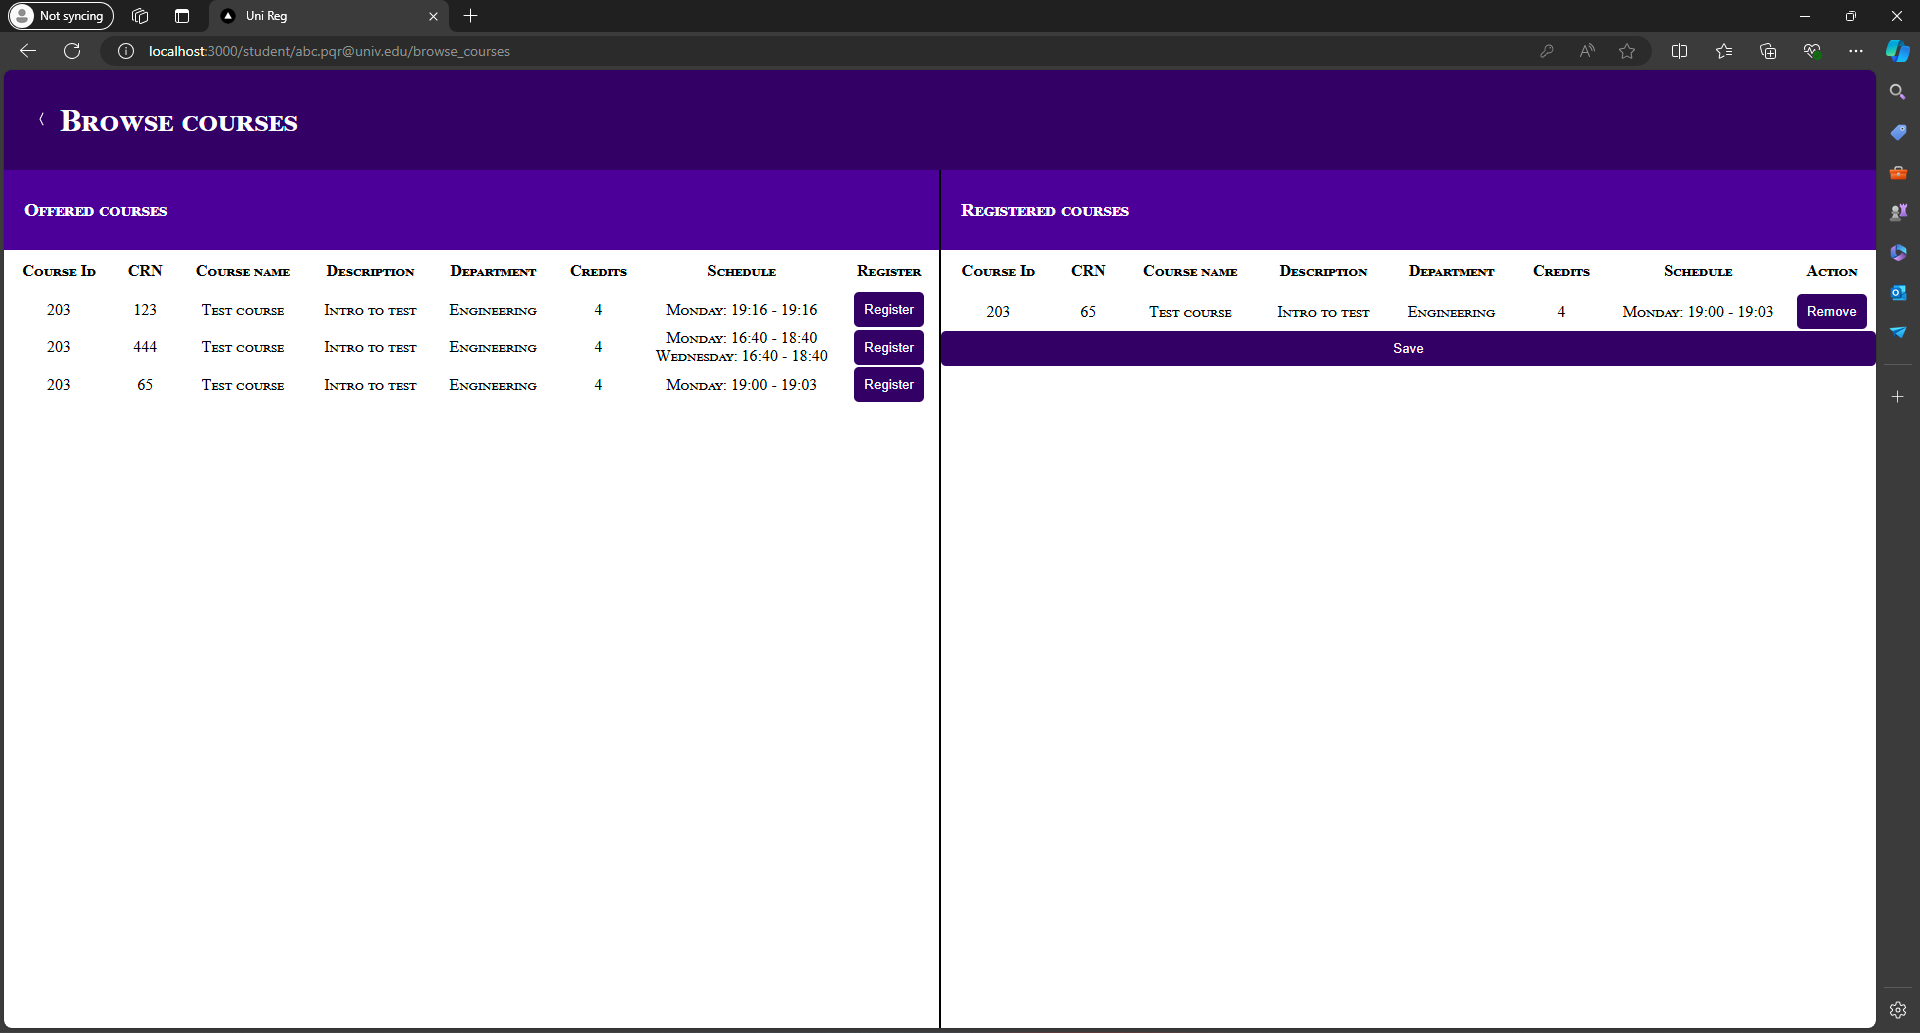 Not syncing
Uni Reg
localhost:3000/student/abc.pqr@univ.edu/browse_courses
Browse courses
Offered courses
Course Id CRN Course name Description Department Credits Schedule Register
203 123 Test course Intro to test Engineering 4 Monday: 19:16 - 19:16 Register
203 444 Test course Intro to test Engineering 4 Monday: 16:40 - 18:40
Wednesday: 16:40 - 18:40 Register
203 65 Test course Intro to test Engineering 4 Monday: 19:00 - 19:03 Register
Registered courses
Course Id CRN Course name Description Department Credits Schedule Action
203 65 Test course Intro to test Engineering 4 Monday: 19:00 - 19:03 Remove
Save